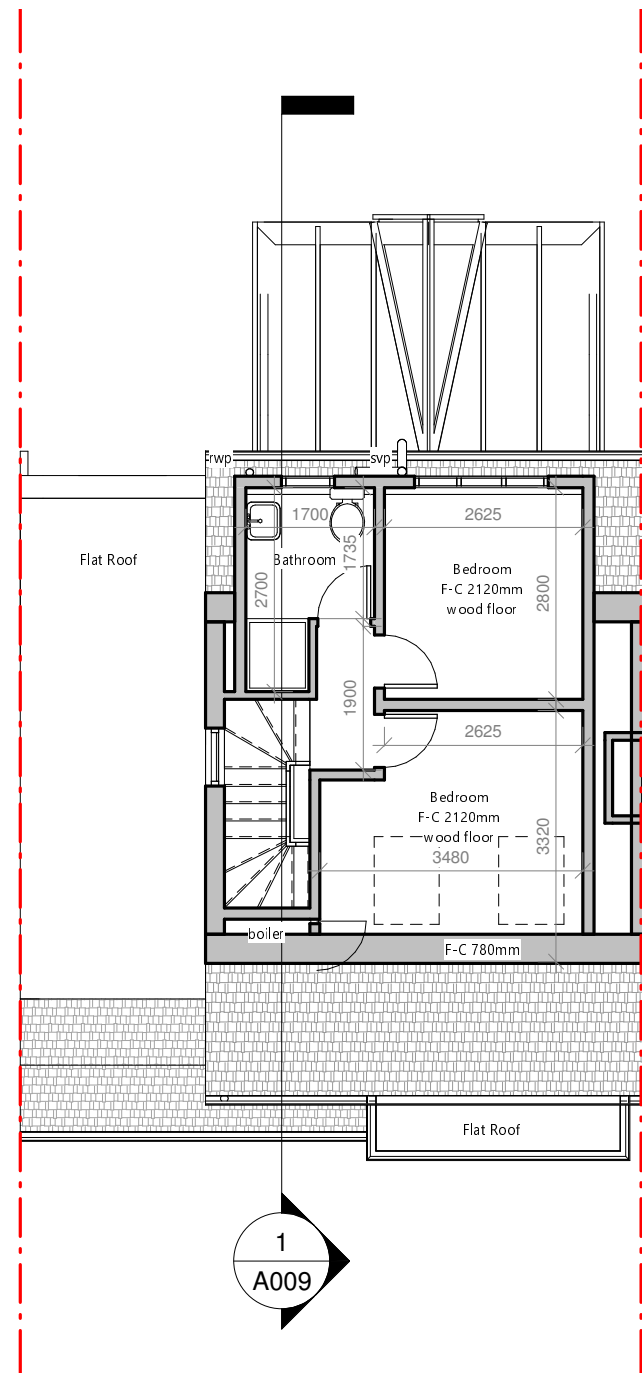 rwp
svp
1700
2625
1735
Bathroom
Flat Roof
Bedroom
F-C 2120mm
wood floor
2700
2800
1900
2625
Bedroom
F-C 2120mm
wood floor
3320
3480
boiler
F-C 780mm
Flat Roof
1
A009